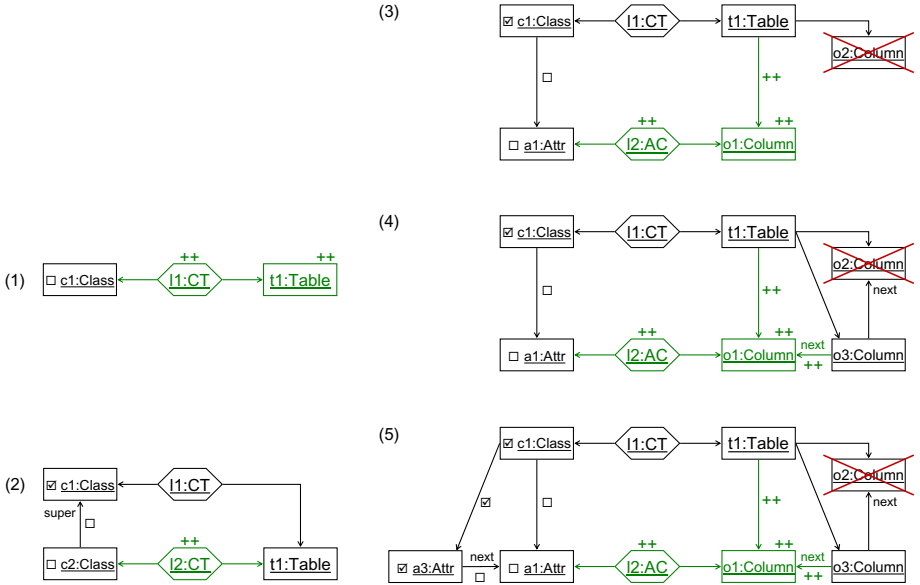 (1)
☐ c1:Class
++
l1:CT
++
t1:Table
(2)
☑ c1:Class
l1:CT
super
☐
☐ c2:Class
++
l2:CT
t1:Table
(3)
☑ c1:Class
l1:CT
t1:Table
o2:Column
☐
++
☐ a1:Attr
++
l2:AC
++
o1:Column
(4)
☑ c1:Class
l1:CT
t1:Table
o2:Column
☐
++
next
☐ a1:Attr
++
l2:AC
++
o1:Column
next
++
o3:Column
(5)
☑ c1:Class
l1:CT
t1:Table
o2:Column
☑
☐
++
next
☑ a3:Attr
next
☐
☐ a1:Attr
++
l2:AC
++
o1:Column
next
++
o3:Column